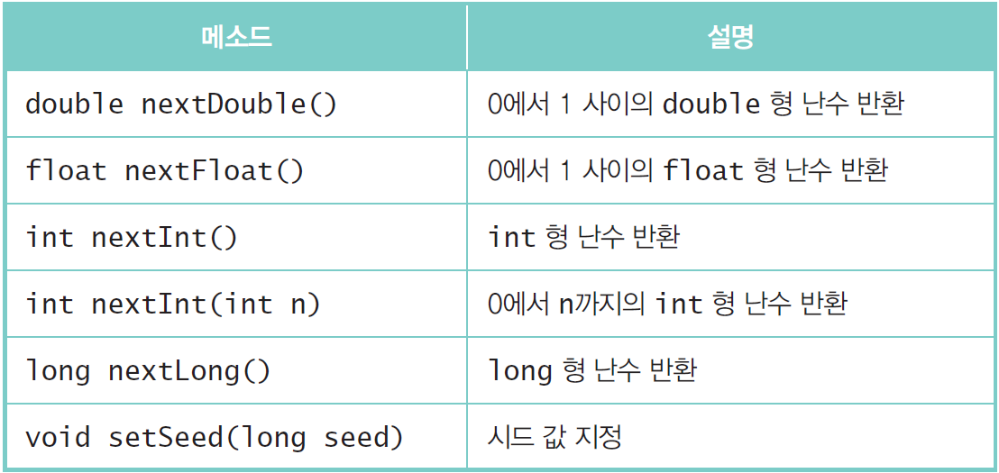 메소드 설명
double nextDouble() 0에서 1 사이의 double 형 난수 반환
float nextFloat() 0에서 1 사이의 float 형 난수 반환
int nextInt() int 형 난수 반환
int nextInt(int n) 0에서 n까지의 int 형 난수 반환
long nextLong() long 형 난수 반환
void setSeed(long seed) 시드 값 지정